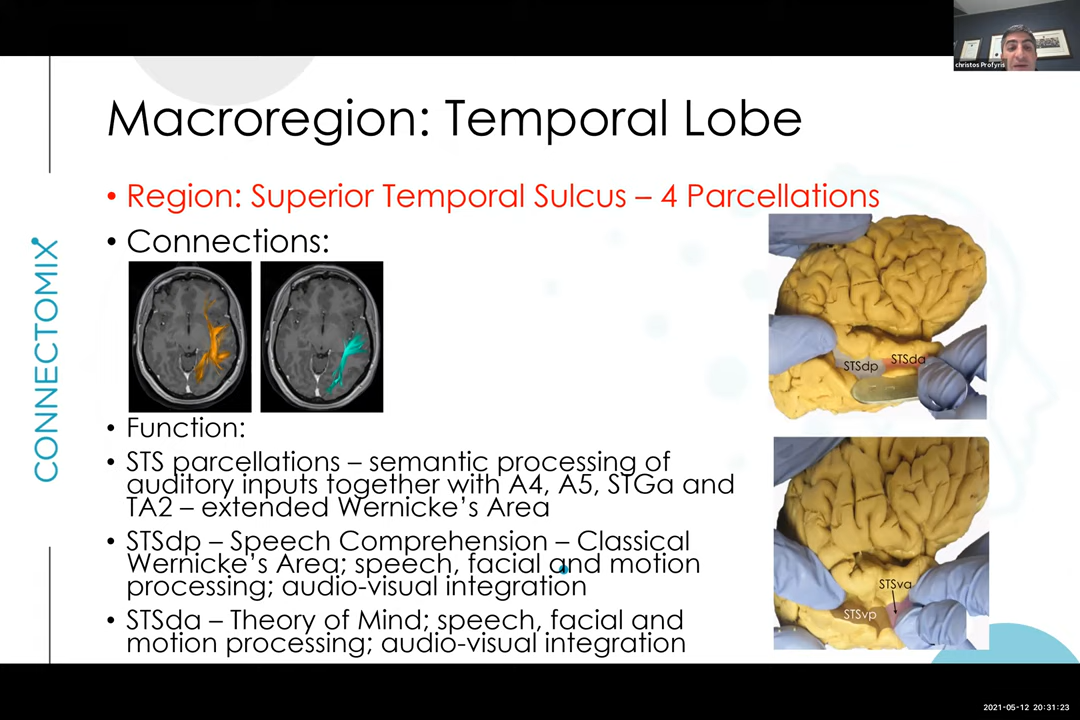 christos Profyris
Macroregion: Temporal Lobe
• Region: Superior Temporal Sulcus – 4 Parcellations
• Connections:
CONNECTOMIX
STSdp
STSda
• Function:
• STS parcellations – semantic processing of
auditory inputs together with A4, A5, STGa and
TA2 – extended Wernicke's Area
• STSdp – Speech Comprehension – Classical
Wernicke's Area; speech, facial and motion
processing; audio-visual integration
• STSda – Theory of Mind; speech, facial and
motion processing; audio-visual integration
STSva
STSvp
2021-05-12 20:31:23